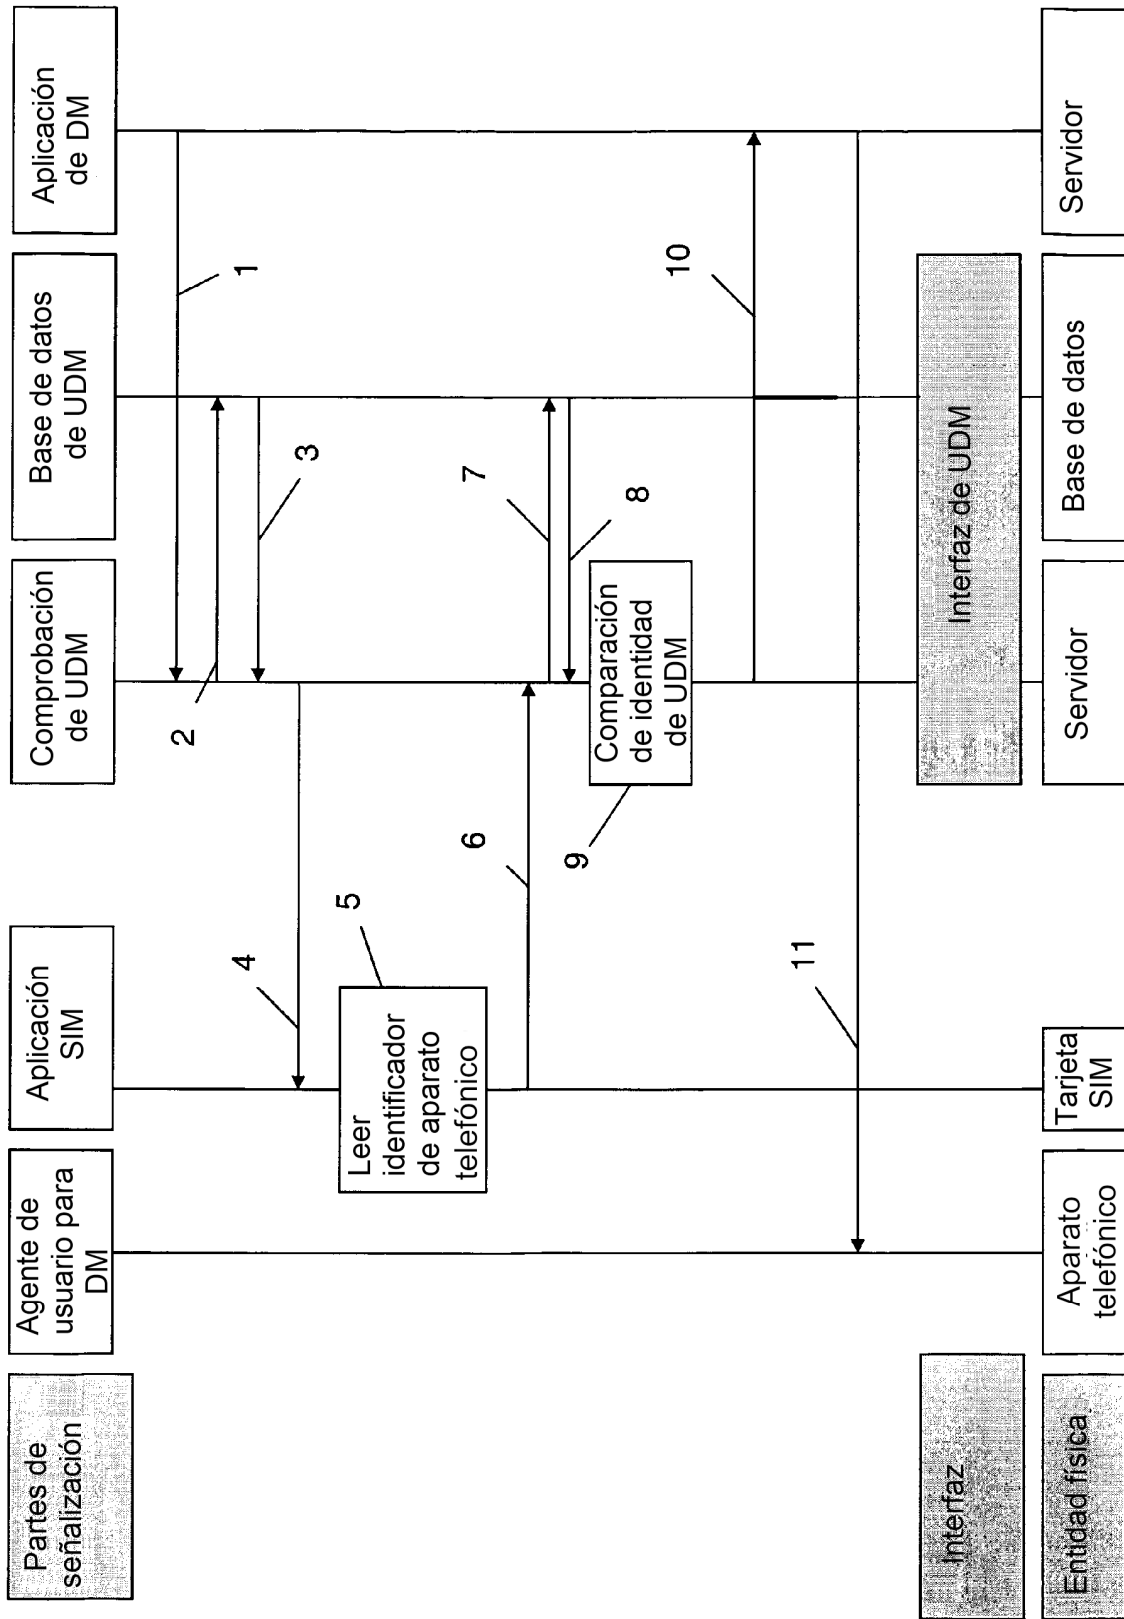 Partes de
señalización
Agente de
usuario para
DM
Aplicación
SIM
Comprobación
de UDM
Base de datos
de UDM
Aplicación
de DM
1
2
3
4
5
Leer
identificador
de aparato
telefónico
6
7
8
9
Comparación
de identidad
de UDM
10
11
Interfaz
Interfaz de UDM
Entidad física
Aparato
telefónico
Tarjeta
SIM
Servidor
Base de datos
Servidor